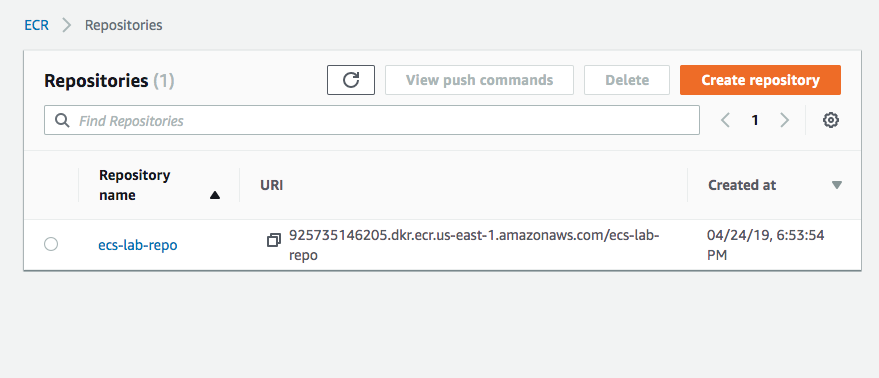 ECR > Repositories
Repositories (1)
View push commands
Delete
Create repository
Find Repositories
1
Repository
name
URI
Created at
ecs-lab-repo
925735146205.dkr.ecr.us-east-1.amazonaws.com/ecs-lab-
repo
04/24/19, 6:53:54
PM